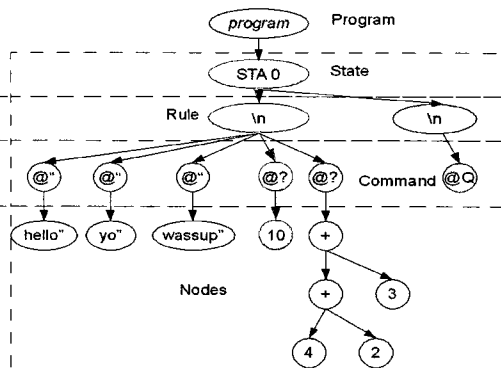 program Program
STA 0 State
Rule \n \n
@" @" @" @? @? Command @Q
hello" yo" wassup" 10 +
Nodes + 3
4 2